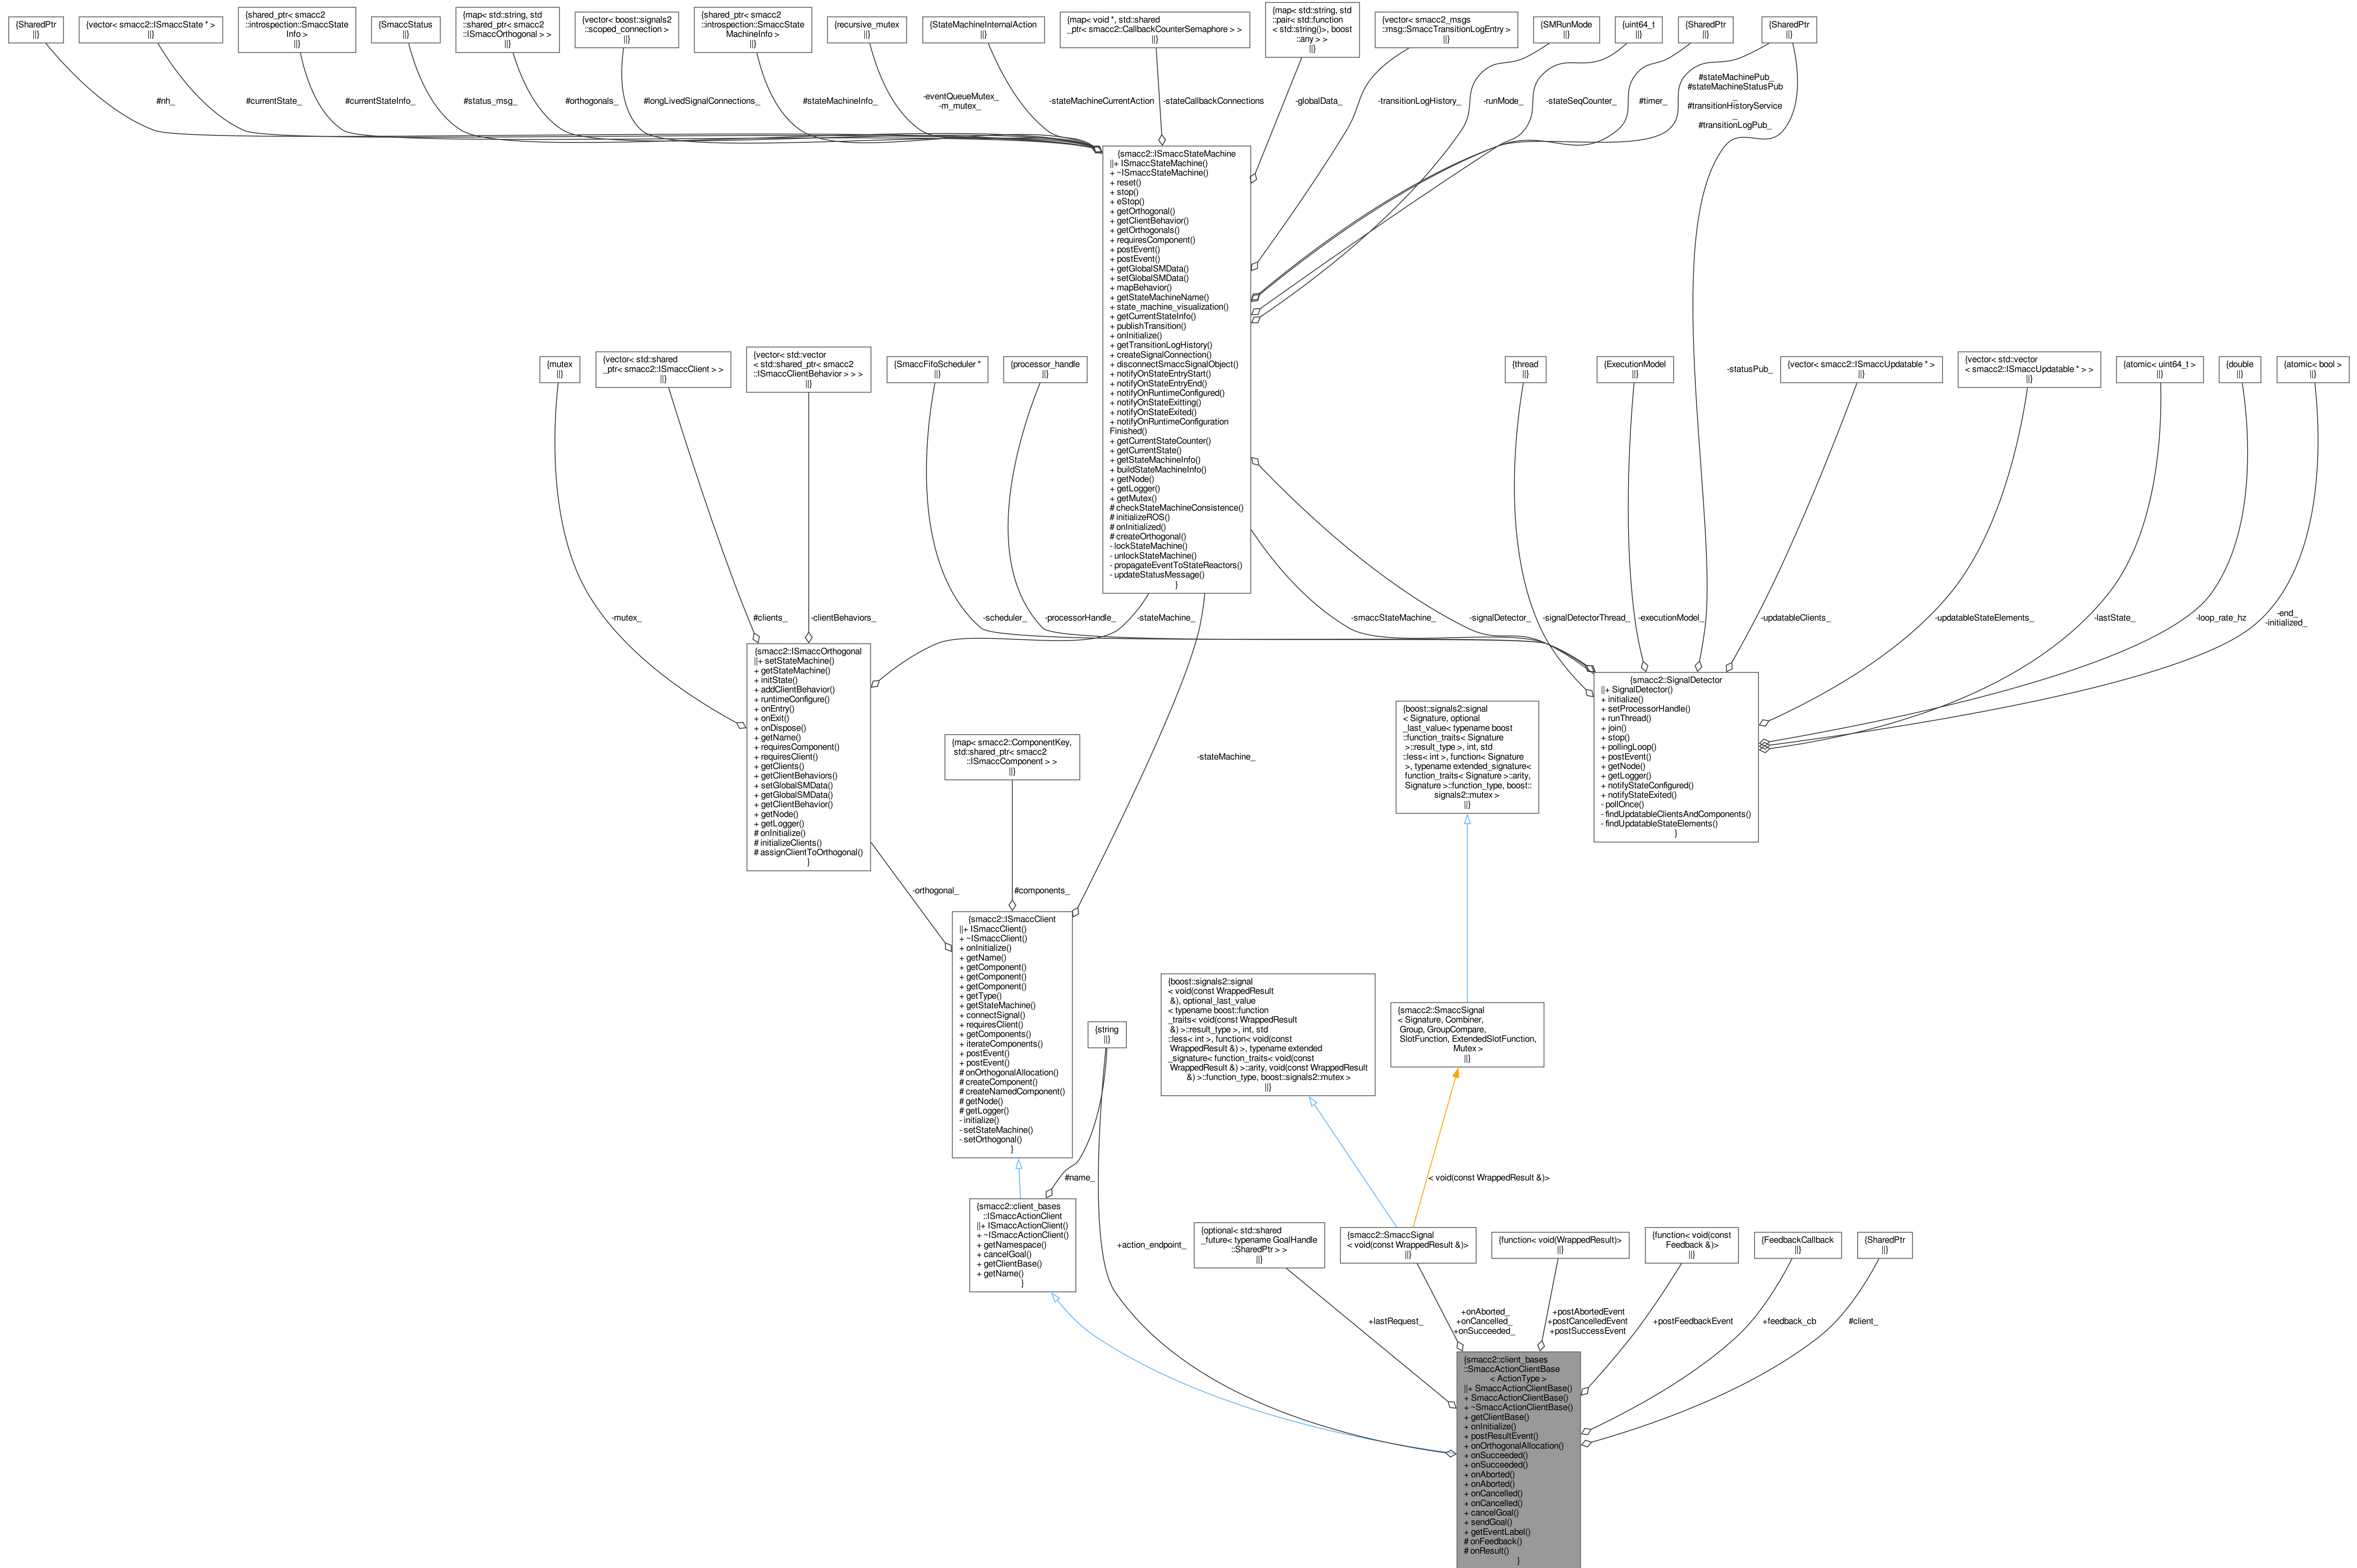 {SharedPtr
||}
{vector< smacc2::ISmaccState * >
||}
{shared_ptr< smacc2
::introspection::SmaccState
Info >
||}
{SmaccStatus
||}
{map< std::string, std
::shared_ptr< smacc2
::ISmaccOrthogonal > >
||}
{vector< boost::signals2
::scoped_connection >
||}
{shared_ptr< smacc2
::introspection::SmaccState
MachineInfo >
||}
{recursive_mutex
||}
{StateMachineInternalAction
||}
{map< void *, std::shared
_ptr< smacc2::CallbackCounterSemaphore > >
||}
{map< std::string, std
::pair< std::function
< std::string()>, boost
::any > >
||}
{vector< smacc2_msgs
::msg::SmaccTransitionLogEntry >
||}
{SMRunMode
||}
{uint64_t
||}
{SharedPtr
||}
{SharedPtr
||}
#nh_
#currentState_
#currentStateInfo_
#status_msg_
#orthogonals_
#longLivedSignalConnections_
#stateMachineInfo_
-eventQueueMutex_
-m_mutex_
-stateMachineCurrentAction
-stateCallbackConnections
-globalData_
-transitionLogHistory_
-runMode_
-stateSeqCounter_
#timer_
#stateMachinePub_
#stateMachineStatusPub
_
#transitionHistoryService
_
#transitionLogPub_
{smacc2::ISmaccStateMachine
||+ ISmaccStateMachine()
+ ~ISmaccStateMachine()
+ reset()
+ stop()
+ eStop()
+ getOrthogonal()
+ getClientBehavior()
+ getOrthogonals()
+ requiresComponent()
+ postEvent()
+ postEvent()
+ getGlobalSMData()
+ setGlobalSMData()
+ mapBehavior()
+ getStateMachineName()
+ state_machine_visualization()
+ getCurrentStateInfo()
+ publishTransition()
+ onInitialize()
+ getTransitionLogHistory()
+ createSignalConnection()
+ disconnectSmaccSignalObject()
+ notifyOnStateEntryStart()
+ notifyOnStateEntryEnd()
+ notifyOnRuntimeConfigured()
+ notifyOnStateExitting()
+ notifyOnStateExited()
+ notifyOnRuntimeConfiguration
Finished()
+ getCurrentStateCounter()
+ getCurrentState()
+ getStateMachineInfo()
+ buildStateMachineInfo()
+ getNode()
+ getLogger()
+ getMutex()
# checkStateMachineConsistence()
# initializeROS()
# onInitialized()
# createOrthogonal()
- lockStateMachine()
- unlockStateMachine()
- propagateEventToStateReactors()
- updateStatusMessage()
}
{mutex
||}
{vector< std::shared
_ptr< smacc2::ISmaccClient > >
||}
{vector< std::vector
< std::shared_ptr< smacc2
::ISmaccClientBehavior > > >
||}
{SmaccFifoScheduler *
||}
{processor_handle
||}
{thread
||}
{ExecutionModel
||}
-statusPub_
{vector< smacc2::ISmaccUpdatable * >
||}
{vector< std::vector
< smacc2::ISmaccUpdatable * > >
||}
{atomic< uint64_t >
||}
{double
||}
{atomic< bool >
||}
-mutex_
#clients_
-clientBehaviors_
-scheduler_
-processorHandle_
-stateMachine_
-smaccStateMachine_
-signalDetector_
-signalDetectorThread_
-executionModel_
-updatableClients_
-updatableStateElements_
-lastState_
-loop_rate_hz
-end_
-initialized_
{smacc2::ISmaccOrthogonal
||+ setStateMachine()
+ getStateMachine()
+ initState()
+ addClientBehavior()
+ runtimeConfigure()
+ onEntry()
+ onExit()
+ onDispose()
+ getName()
+ requiresComponent()
+ requiresClient()
+ getClients()
+ getClientBehaviors()
+ setGlobalSMData()
+ getGlobalSMData()
+ getClientBehavior()
+ getNode()
+ getLogger()
# onInitialize()
# initializeClients()
# assignClientToOrthogonal()
}
{smacc2::SignalDetector
||+ SignalDetector()
+ initialize()
+ setProcessorHandle()
+ runThread()
+ join()
+ stop()
+ pollingLoop()
+ postEvent()
+ getNode()
+ getLogger()
+ notifyStateConfigured()
+ notifyStateExited()
- pollOnce()
- findUpdatableClientsAndComponents()
- findUpdatableStateElements()
}
{boost::signals2::signal
< Signature, optional
_last_value< typename boost
::function_traits< Signature
>::result_type >, int, std
::less< int >, function< Signature
>, typename extended_signature<
function_traits< Signature >::arity,
Signature >::function_type, boost::
signals2::mutex >
||}
{map< smacc2::ComponentKey,
std::shared_ptr< smacc2
::ISmaccComponent > >
||}
-stateMachine_
-orthogonal_
#components_
{smacc2::ISmaccClient
||+ ISmaccClient()
+ ~ISmaccClient()
+ onInitialize()
+ getName()
+ getComponent()
+ getComponent()
+ getComponent()
+ getType()
+ getStateMachine()
+ connectSignal()
+ requiresClient()
+ getComponents()
+ iterateComponents()
+ postEvent()
+ postEvent()
# onOrthogonalAllocation()
# createComponent()
# createNamedComponent()
# getNode()
# getLogger()
- initialize()
- setStateMachine()
- setOrthogonal()
}
{string
||}
{boost::signals2::signal
< void(const WrappedResult
&), optional_last_value
< typename boost::function
_traits< void(const WrappedResult
&) >::result_type >, int, std
::less< int >, function< void(const
WrappedResult &) >, typename extended
_signature< function_traits< void(const
WrappedResult &) >::arity, void(const WrappedResult
&) >::function_type, boost::signals2::mutex >
||}
{smacc2::SmaccSignal
< Signature, Combiner,
Group, GroupCompare,
SlotFunction, ExtendedSlotFunction,
Mutex >
||}
#name_
< void(const WrappedResult &)>
{smacc2::client_bases
::ISmaccActionClient
||+ ISmaccActionClient()
+ ~ISmaccActionClient()
+ getNamespace()
+ cancelGoal()
+ getClientBase()
+ getName()
}
+action_endpoint_
{optional< std::shared
_future< typename GoalHandle
::SharedPtr > >
||}
{smacc2::SmaccSignal
< void(const WrappedResult &)>
||}
{function< void(WrappedResult)>
||}
{function< void(const
Feedback &)>
||}
{FeedbackCallback
||}
{SharedPtr
||}
+lastRequest_
+onAborted_
+onCancelled_
+onSucceeded_
+postAbortedEvent
+postCancelledEvent
+postSuccessEvent
+postFeedbackEvent
+feedback_cb
#client_
{smacc2::client_bases
::SmaccActionClientBase
< ActionType >
||+ SmaccActionClientBase()
+ SmaccActionClientBase()
+ ~SmaccActionClientBase()
+ getClientBase()
+ onInitialize()
+ postResultEvent()
+ onOrthogonalAllocation()
+ onSucceeded()
+ onSucceeded()
+ onAborted()
+ onAborted()
+ onCancelled()
+ onCancelled()
+ cancelGoal()
+ sendGoal()
+ getEventLabel()
# onFeedback()
# onResult()
}